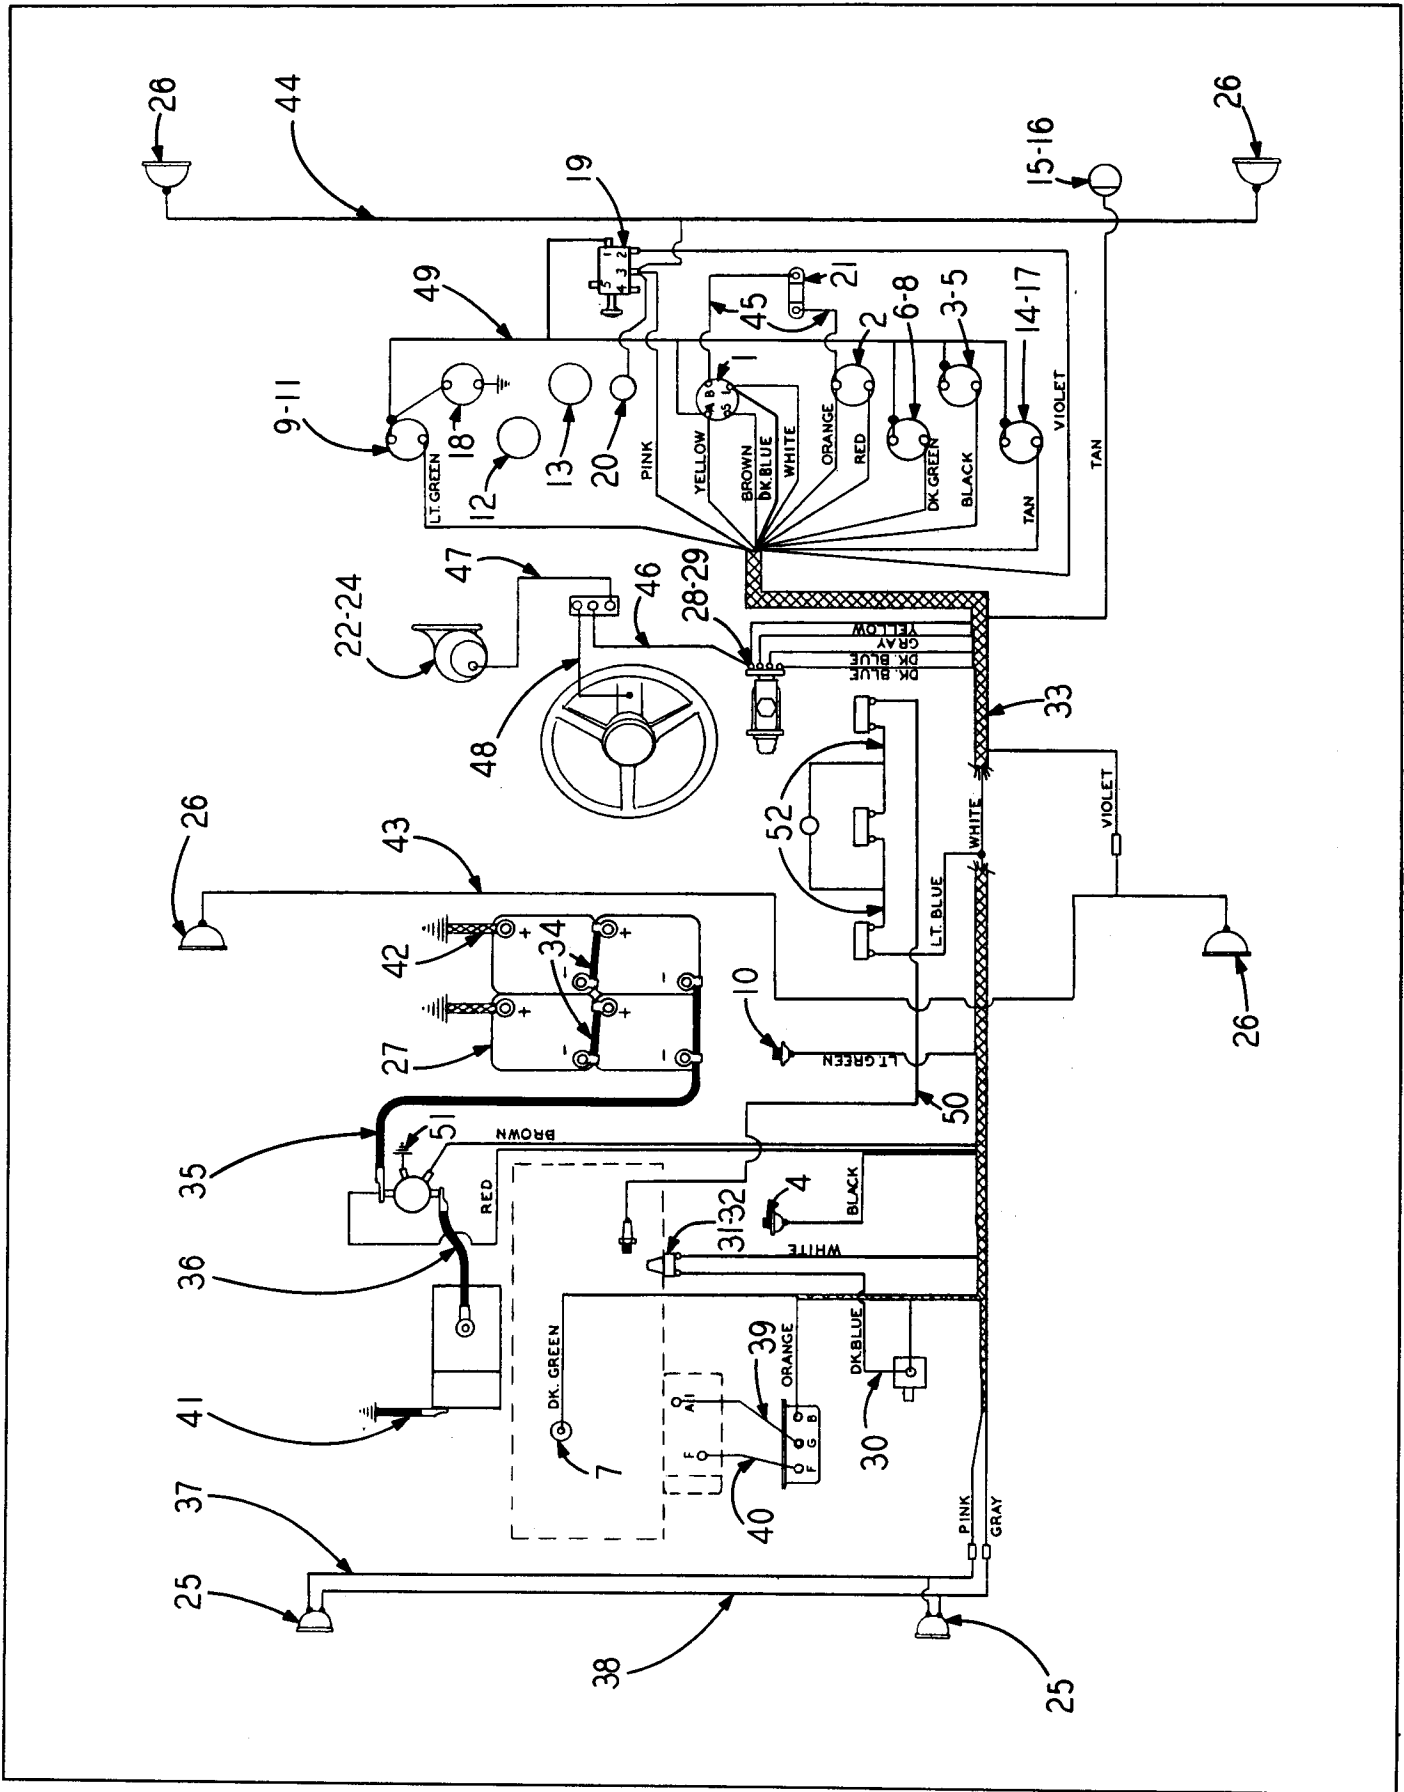 26
44
15-16
26
19
49
45
21
2
6-8
3-5
14-17
9-11
18
12
13
20
1
A B
S L
1
2
3
4
5
LT. GREEN
PINK
YELLOW
BROWN
DK.BLUE
WHITE
ORANGE
RED
DK.GREEN
BLACK
TAN
VIOLET
TAN
22-24
47
46
28-29
48
YELLOW
GRAY
DK. BLUE
DK. BLUE
33
52
26
43
WHITE
LT. BLUE
VIOLET
26
42
34
34
27
+
+
+
+
-
-
-
-
10
LT.GREEN
50
35
51
BROWN
RED
36
41
31-32
4
BLACK
WHITE
DK. GREEN
7
A
F
39
40
ORANGE
B
G
F
DK.BLUE
30
37
25
38
PINK
GRAY
25